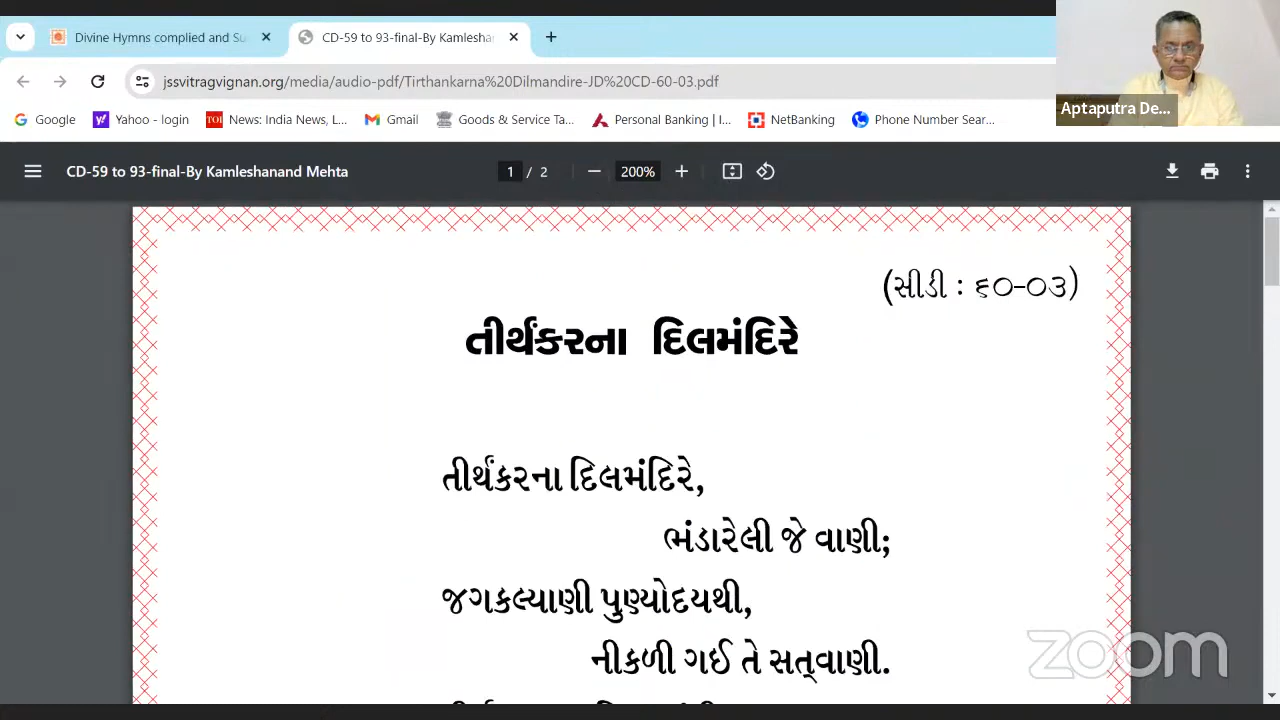 Divine Hymns complied and Su
CD-59 to 93-final-By Kamlesha
jssvitragvignan.org/media/audio-pdf/Tirthankarna%20Dilmandire-JD%20CD-60-03.pdf
Google Yahoo - login News: India News, L... Gmail Goods & Service Ta... Personal Banking | I... NetBanking Phone Number Sear...
Aptaputra De...
CD-59 to 93-final-By Kamleshanand Mehta 1 / 2 200%
(સીડી : ૬૦-૦૩)
તીર્થંકરના દિલમંદિરે
તીર્થંકરના દિલમંદિરે,
ભંડારેલી જે વાણી;
જગકલ્યાણી પુણ્યોદયથી,
નીકળી ગઈ તે સત્‌વાણી.
zoom